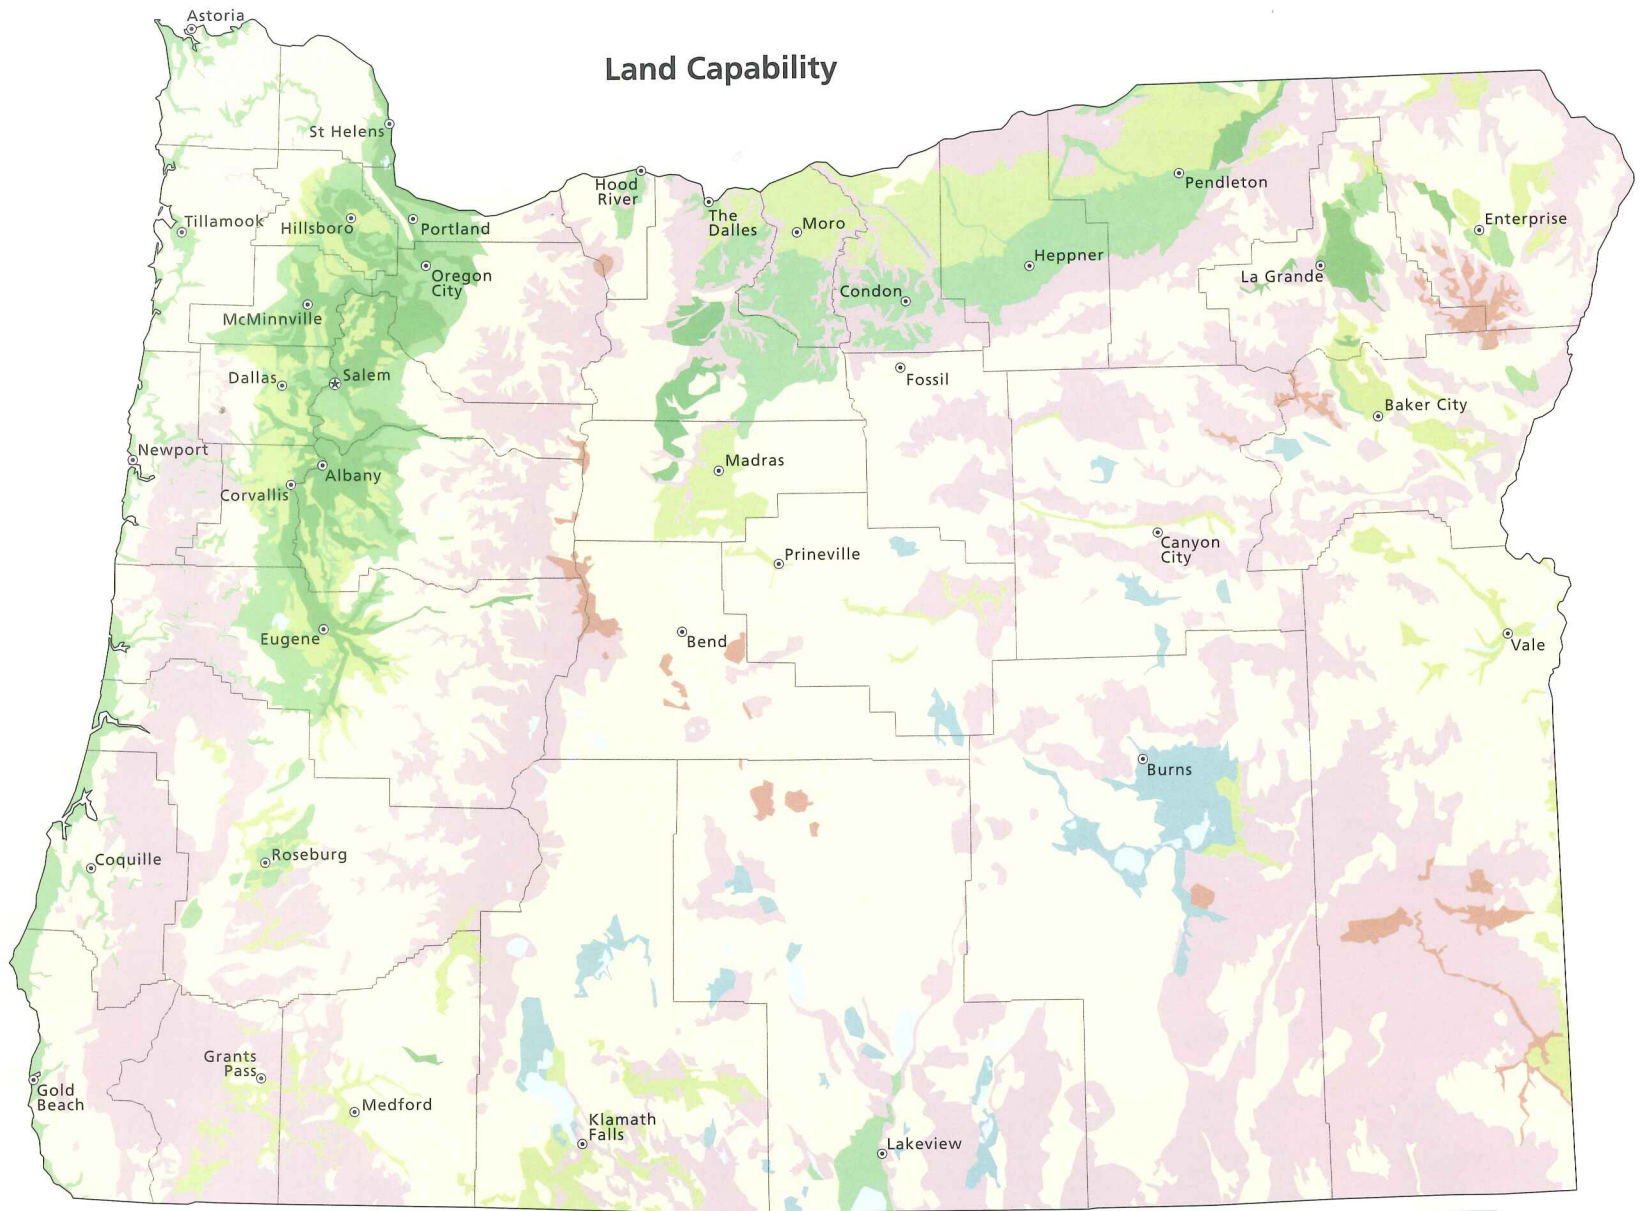 Astoria
Land Capability
St Helens
Hood
River
The
Dalles
Moro
Pendleton
Tillamook
Hillsboro
Portland
Enterprise
Oregon
City
Heppner
La Grande
Condon
McMinnville
Dallas
Salem
Fossil
Baker City
Newport
Albany
Corvallis
Madras
Prineville
Canyon
City
Eugene
Bend
Vale
Burns
Coquille
Roseburg
Grants
Pass
Gold
Beach
Medford
Klamath
Falls
Lakeview